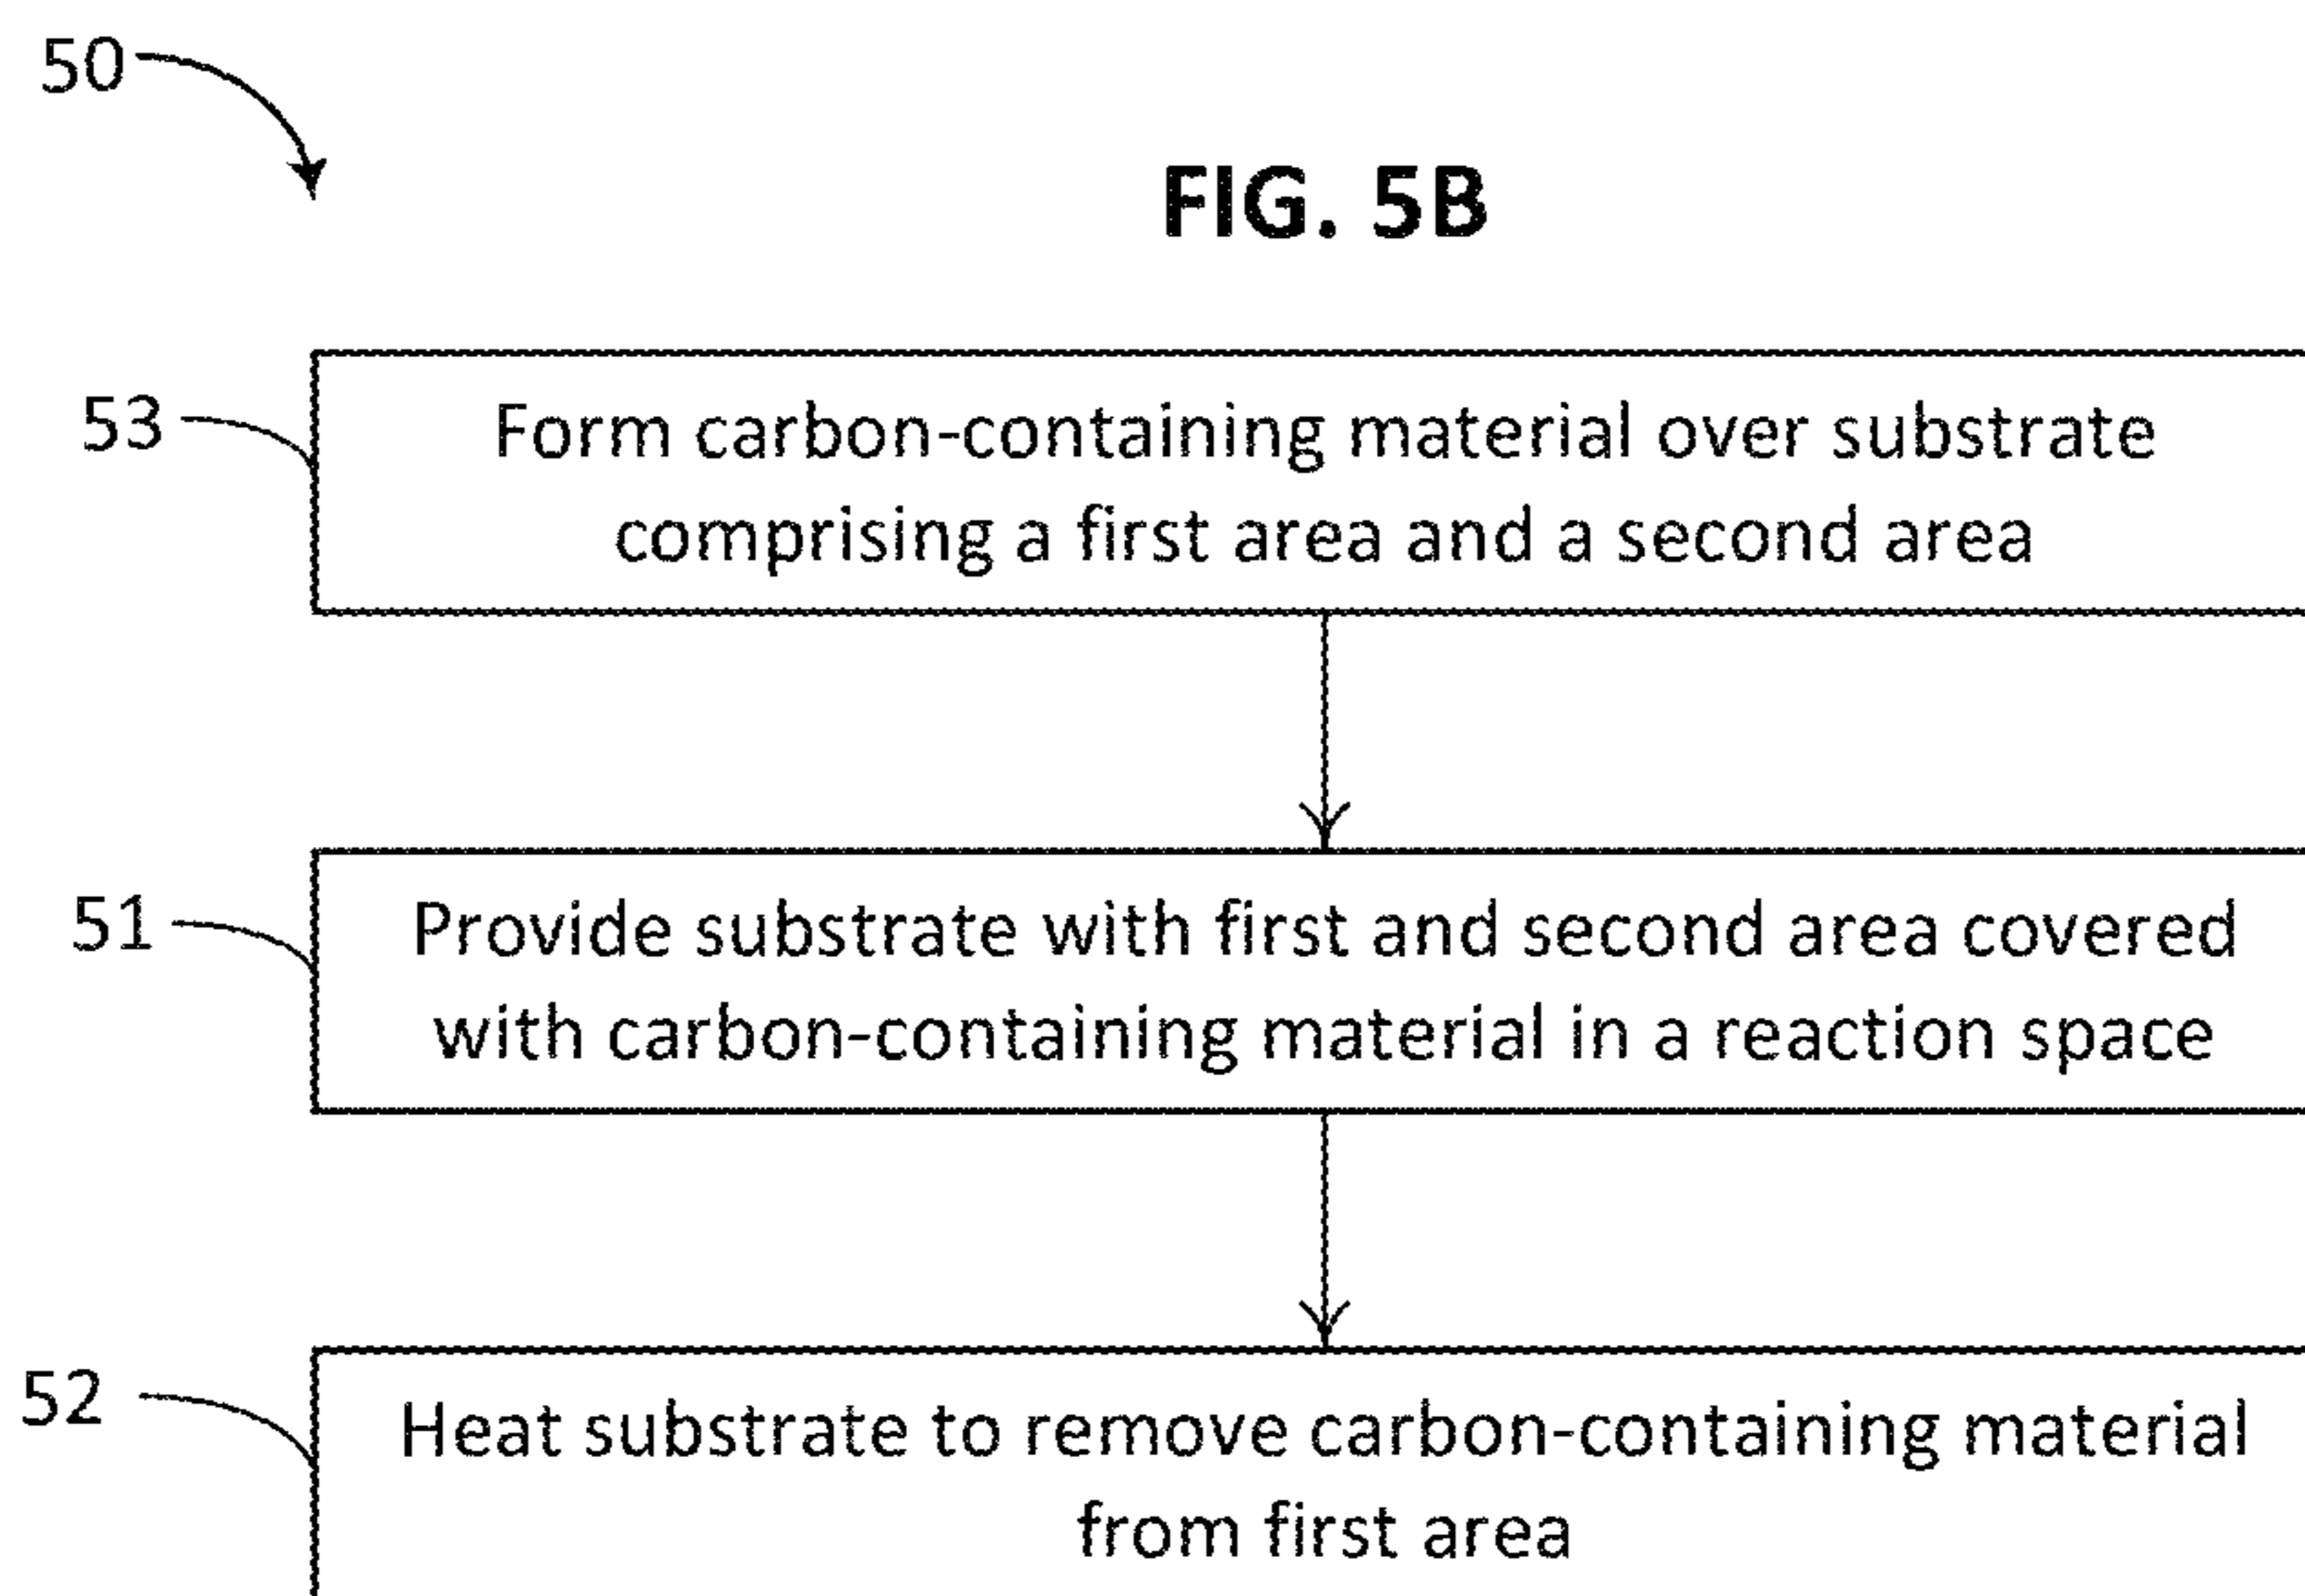 50
FIG. 5B
53
Form carbon-containing material over substrate
comprising a first area and a second area
51
Provide substrate with first and second area covered
with carbon-containing material in a reaction space
52
Heat substrate to remove carbon-containing material
from first area